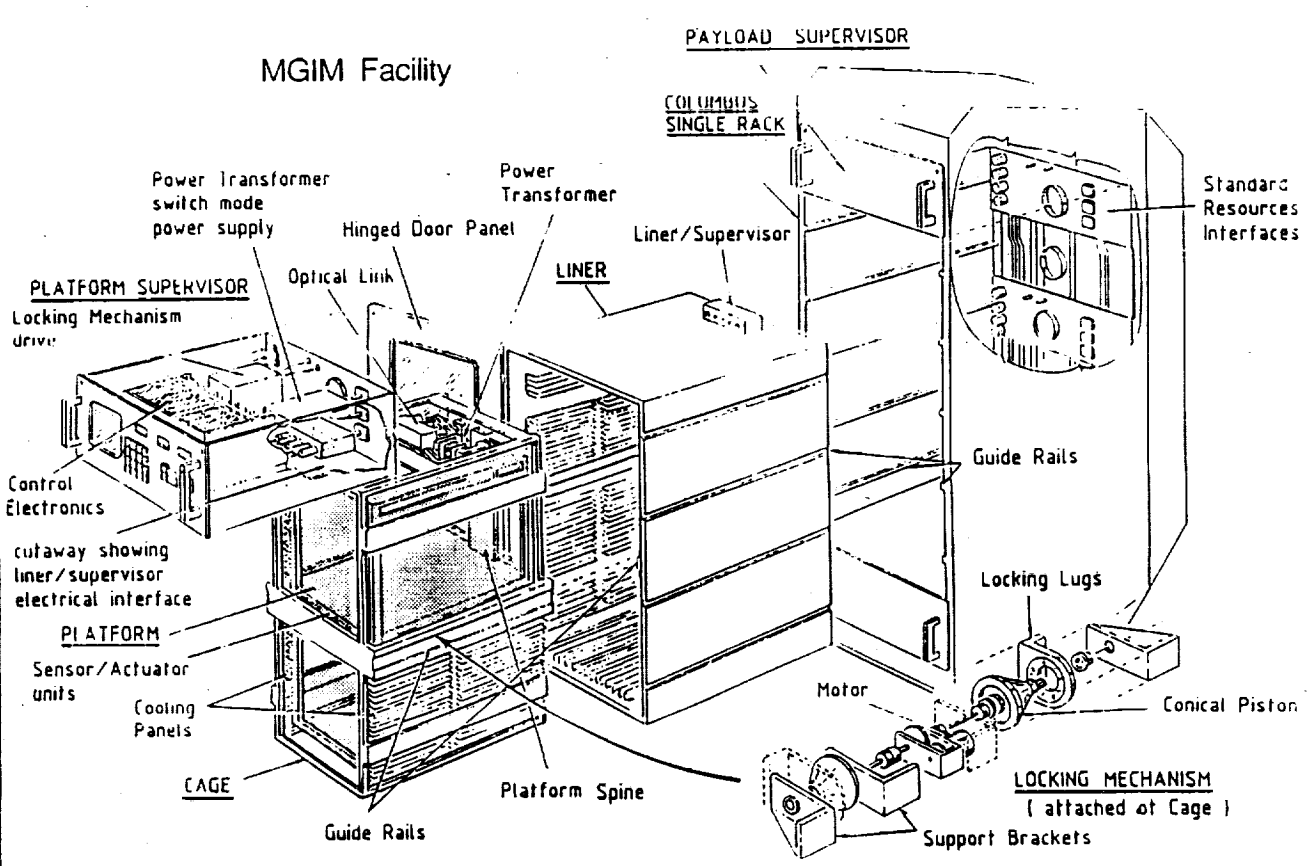 PAYLOAD SUPERVISOR
MGIM Facility
COLUMBUS
SINGLE RACK
Power Transformer
switch mode
power supply
Power
Transformer
Standard
Resources
Interfaces
Hinged Door Panel
Liner/Supervisor
Optical Link
LINER
PLATFORM SUPERVISOR
Locking Mechanism
drive
Guide Rails
Control
Electronics
cutaway showing
liner/supervisor
electrical interface
Locking Lugs
PLATFORM
Sensor/Actuator
units
Cooling
Panels
Motor
Conical Piston
CAGE
Platform Spine
LOCKING MECHANISM
( attached at Cage )
Guide Rails
Support Brackets